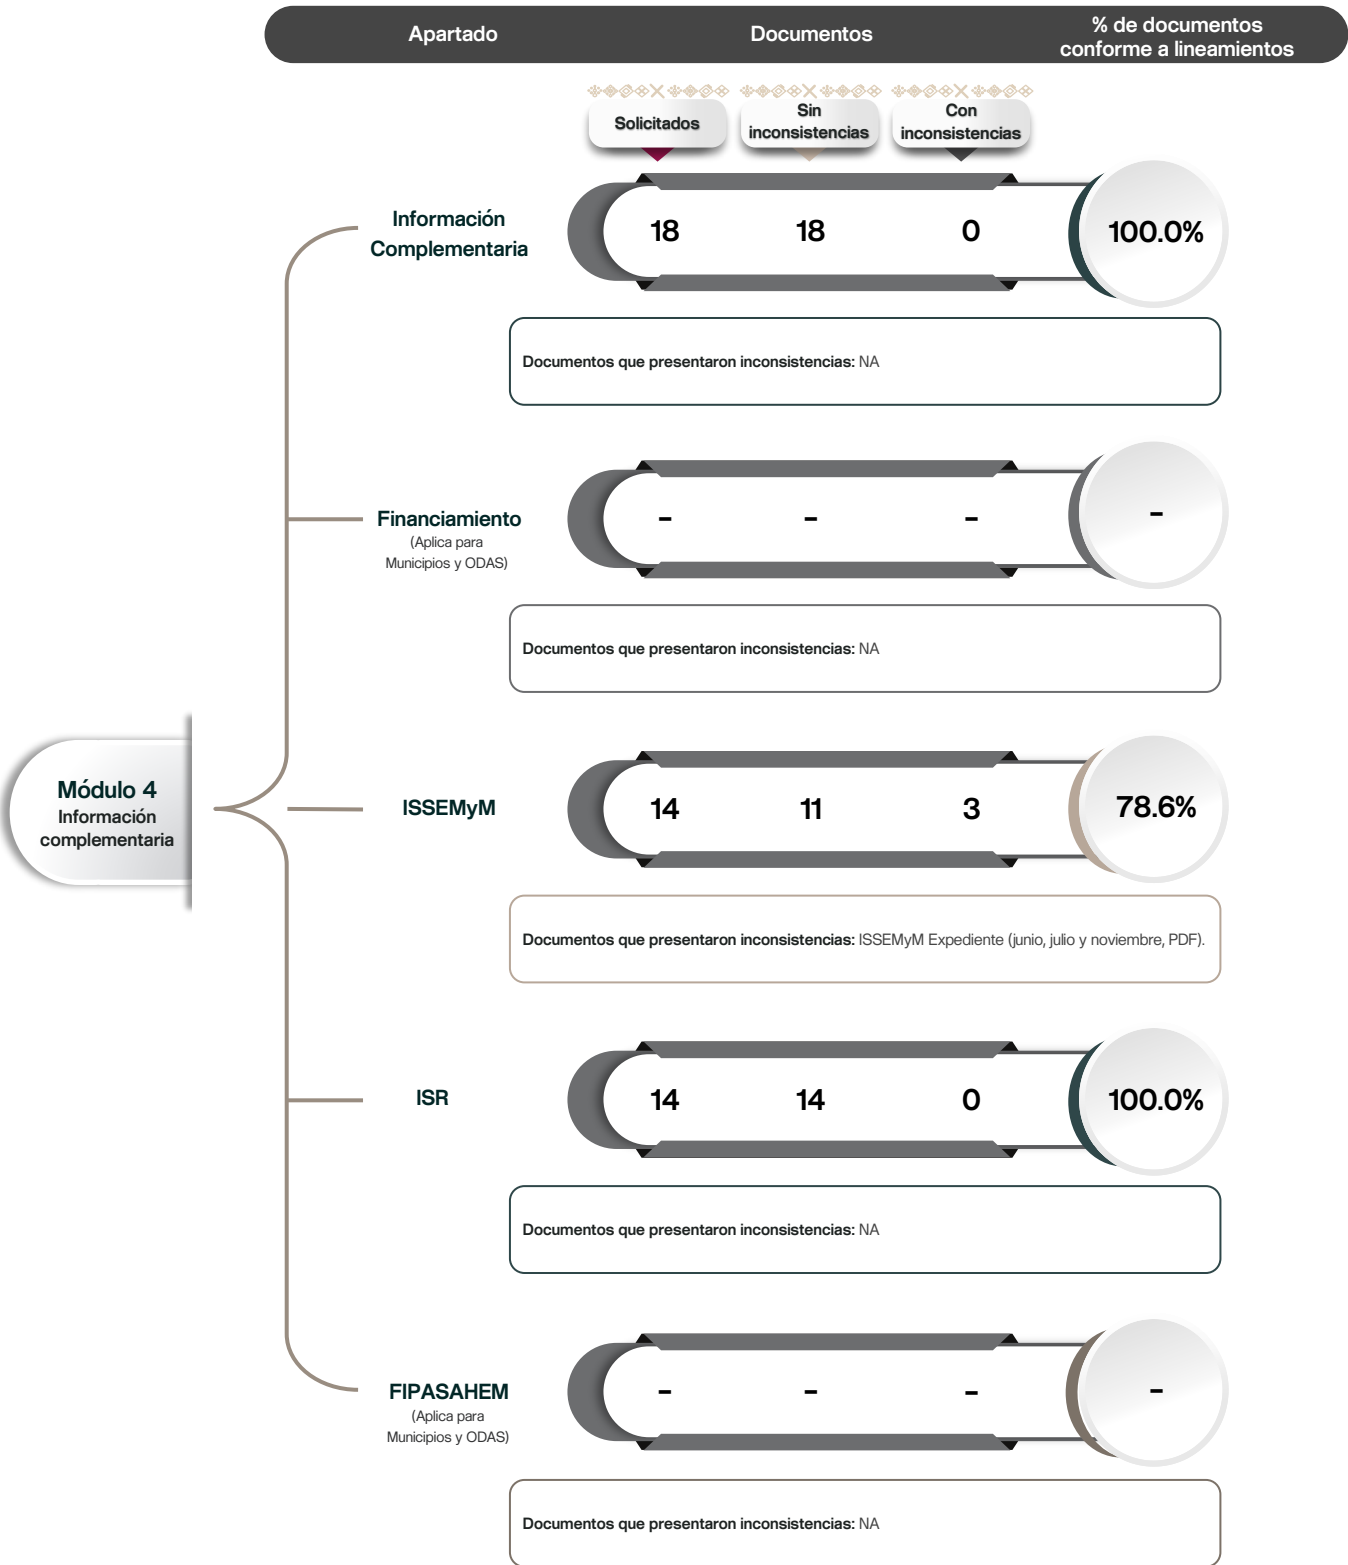 Apartado
Documentos
% de documentos
conforme a lineamientos
Solicitados
Sin
inconsistencias
Con
inconsistencias
Información
Complementaria
18
18
0
100.0%
Documentos que presentaron inconsistencias: NA
Financiamiento
(Aplica para
Municipios y ODAS)
-
-
-
-
Documentos que presentaron inconsistencias: NA
Módulo 4
Información
complementaria
ISSEMyM
14
11
3
78.6%
Documentos que presentaron inconsistencias: ISSEMyM Expediente (junio, julio y noviembre, PDF).
ISR
14
14
0
100.0%
Documentos que presentaron inconsistencias: NA
FIPASAHEM
(Aplica para
Municipios y ODAS)
-
-
-
-
Documentos que presentaron inconsistencias: NA